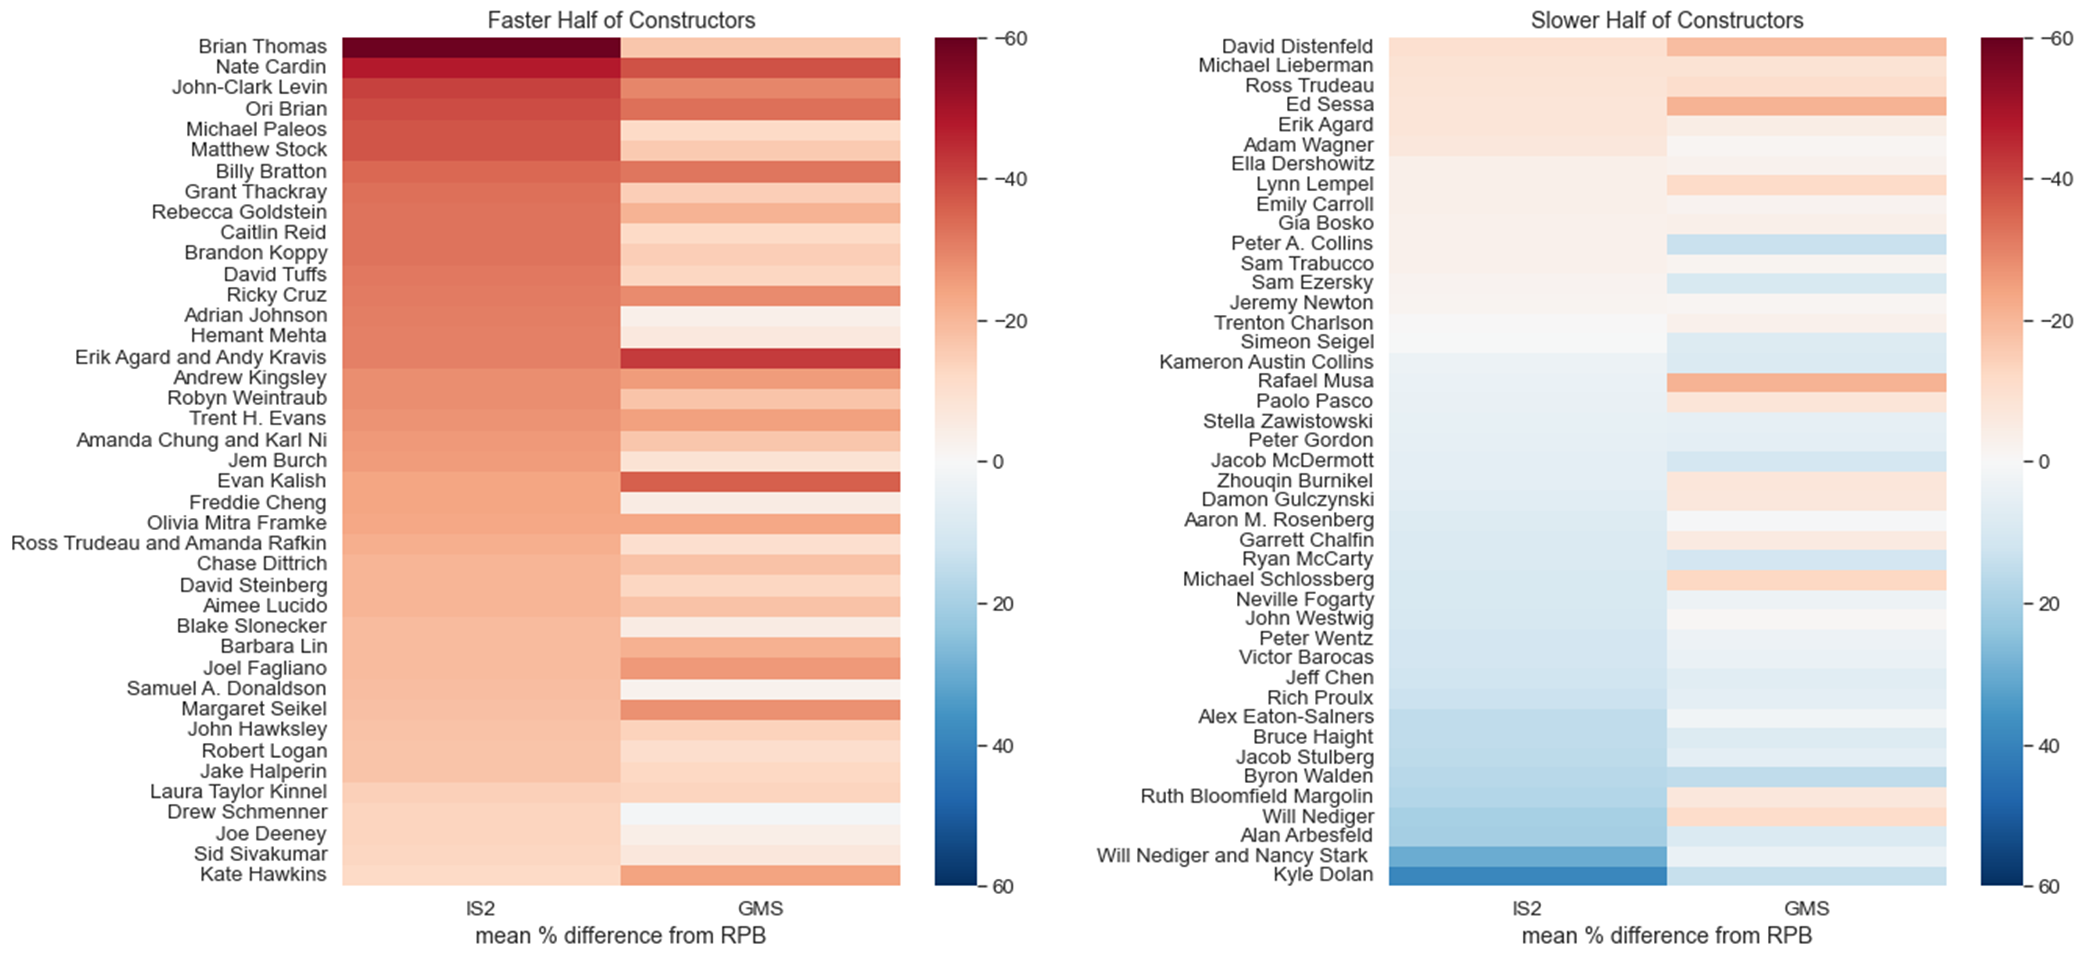 Faster Half of Constructors
Brian Thomas
Nate Cardin
John-Clark Levin
Ori Brian
Michael Paleos
Matthew Stock
Billy Bratton
Grant Thackray
Rebecca Goldstein
Caitlin Reid
Brandon Koppy
David Tuffs
Ricky Cruz
Adrian Johnson
Hemant Mehta
Erik Agard and Andy Kravis
Andrew Kingsley
Robyn Weintraub
Trent H. Evans
Amanda Chung and Karl Ni
Jem Burch
Evan Kalish
Freddie Cheng
Olivia Mitra Framke
Ross Trudeau and Amanda Rafkin
Chase Dittrich
David Steinberg
Aimee Lucido
Blake Slonecker
Barbara Lin
Joel Fagliano
Samuel A. Donaldson
Margaret Seikel
John Hawksley
Robert Logan
Jake Halperin
Laura Taylor Kinnel
Drew Schmenner
Joe Deeney
Sid Sivakumar
Kate Hawkins
IS2 GMS
mean % difference from RPB
−60
−40
−20
0
20
40
60
Slower Half of Constructors
David Distenfeld
Michael Lieberman
Ross Trudeau
Ed Sessa
Erik Agard
Adam Wagner
Ella Dershowitz
Lynn Lempel
Emily Carroll
Gia Bosko
Peter A. Collins
Sam Trabucco
Sam Ezersky
Jeremy Newton
Trenton Charlson
Simeon Seigel
Kameron Austin Collins
Rafael Musa
Paolo Pasco
Stella Zawistowski
Peter Gordon
Jacob McDermott
Zhouqin Burnikel
Damon Gulczynski
Aaron M. Rosenberg
Garrett Chalfin
Ryan McCarty
Michael Schlossberg
Neville Fogarty
John Westwig
Peter Wentz
Victor Barocas
Jeff Chen
Rich Proulx
Alex Eaton-Salners
Bruce Haight
Jacob Stulberg
Byron Walden
Ruth Bloomfield Margolin
Will Nediger
Alan Arbesfeld
Will Nediger and Nancy Stark
Kyle Dolan
IS2 GMS
mean % difference from RPB
−60
−40
−20
0
20
40
60